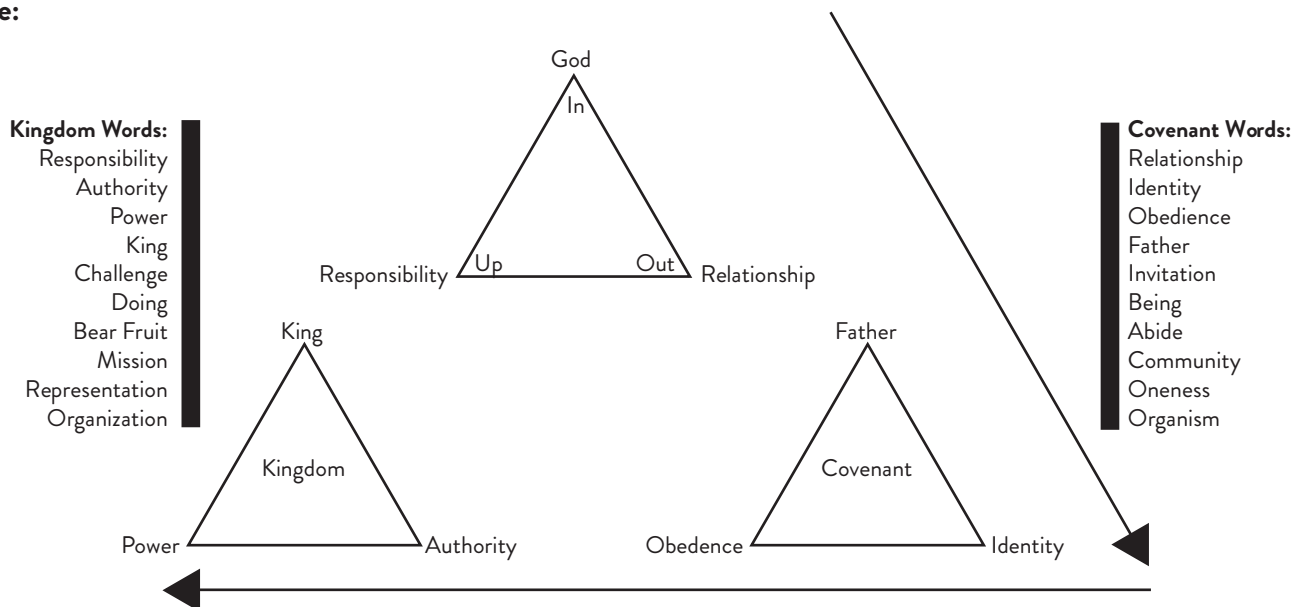 e:
God
In
Up
Out
Responsibility
Relationship
Kingdom Words:
Responsibility
Authority
Power
King
Challenge
Doing
Bear Fruit
Mission
Representation
Organization
Covenant Words:
Relationship
Identity
Obedience
Father
Invitation
Being
Abide
Community
Oneness
Organism
King
Kingdom
Power
Authority
Father
Covenant
Obedence
Identity